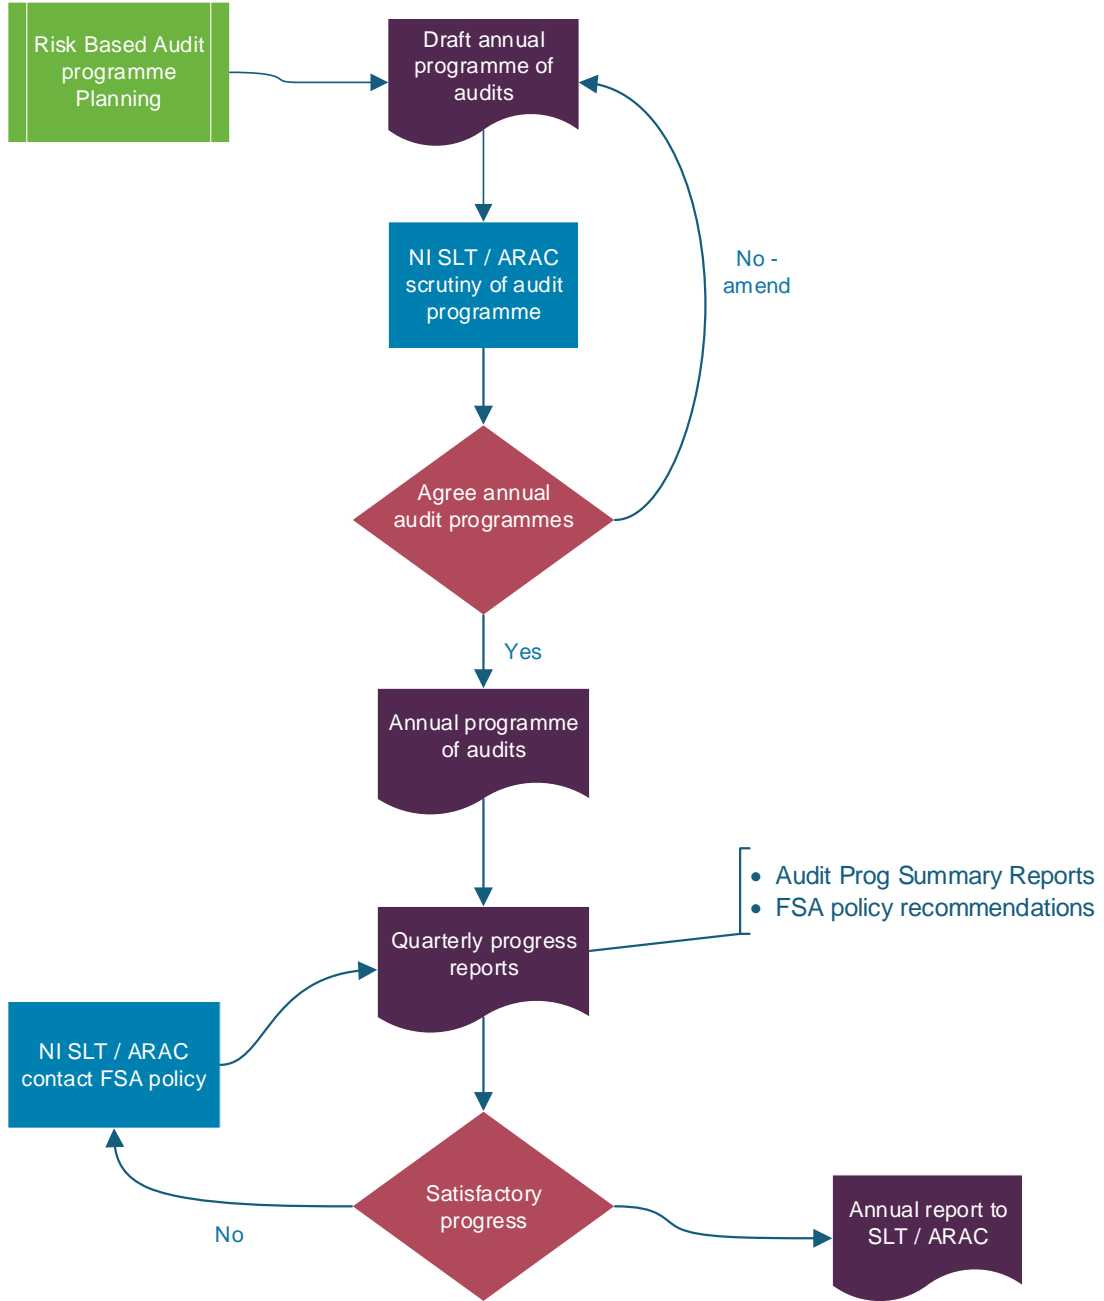 Risk Based Audit
programme
Planning
Draft annual
programme of
audits
NI SLT / ARAC
scrutiny of audit
programme
No -
amend
Agree annual
audit programmes
Yes
Annual programme
of audits
• Audit Prog Summary Reports
• FSA policy recommendations
Quarterly progress
reports
NI SLT / ARAC
contact FSA policy
Satisfactory
progress
No
Annual report to
SLT / ARAC